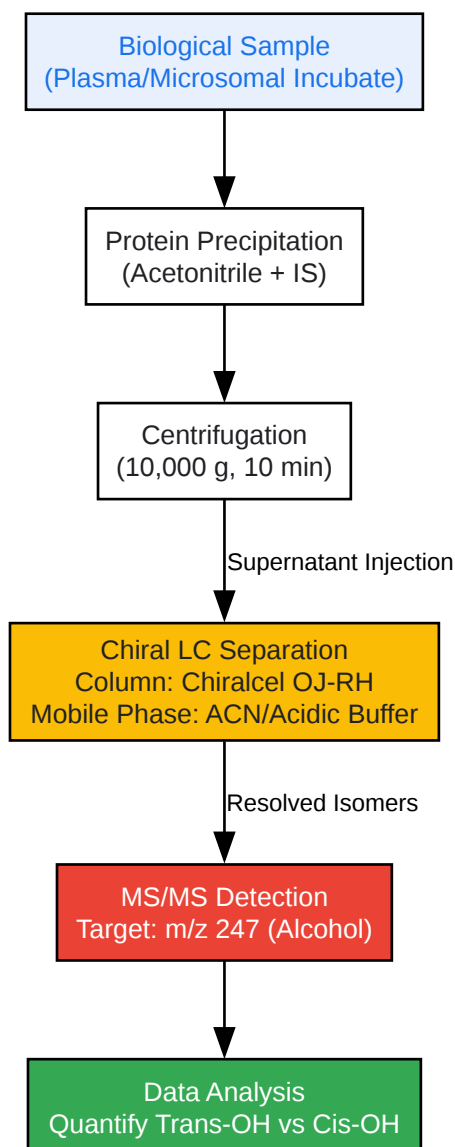 Biological Sample
(Plasma/Microsomal Incubate)
Protein Precipitation
(Acetonitrile + IS)
Centrifugation
(10,000 g, 10 min)
Supernatant Injection
Chiral LC Separation
Column: Chiralcel OJ-RH
Mobile Phase: ACN/Acidic Buffer
Resolved Isomers
MS/MS Detection
Target: m/z 247 (Alcohol)
Data Analysis
Quantify Trans-OH vs Cis-OH